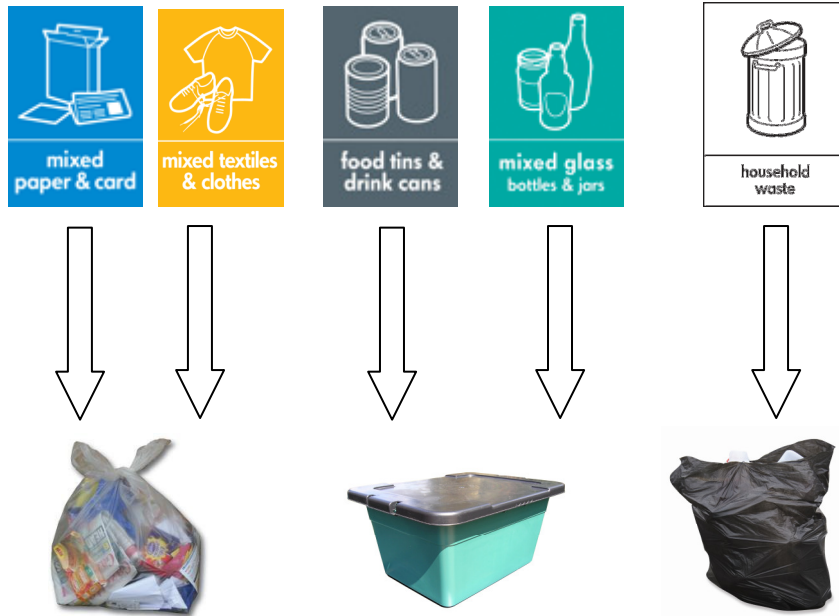 mixed
paper & card
mixed textiles
& clothes
food tins &
drink cans
mixed glass
bottles & jars
household
waste